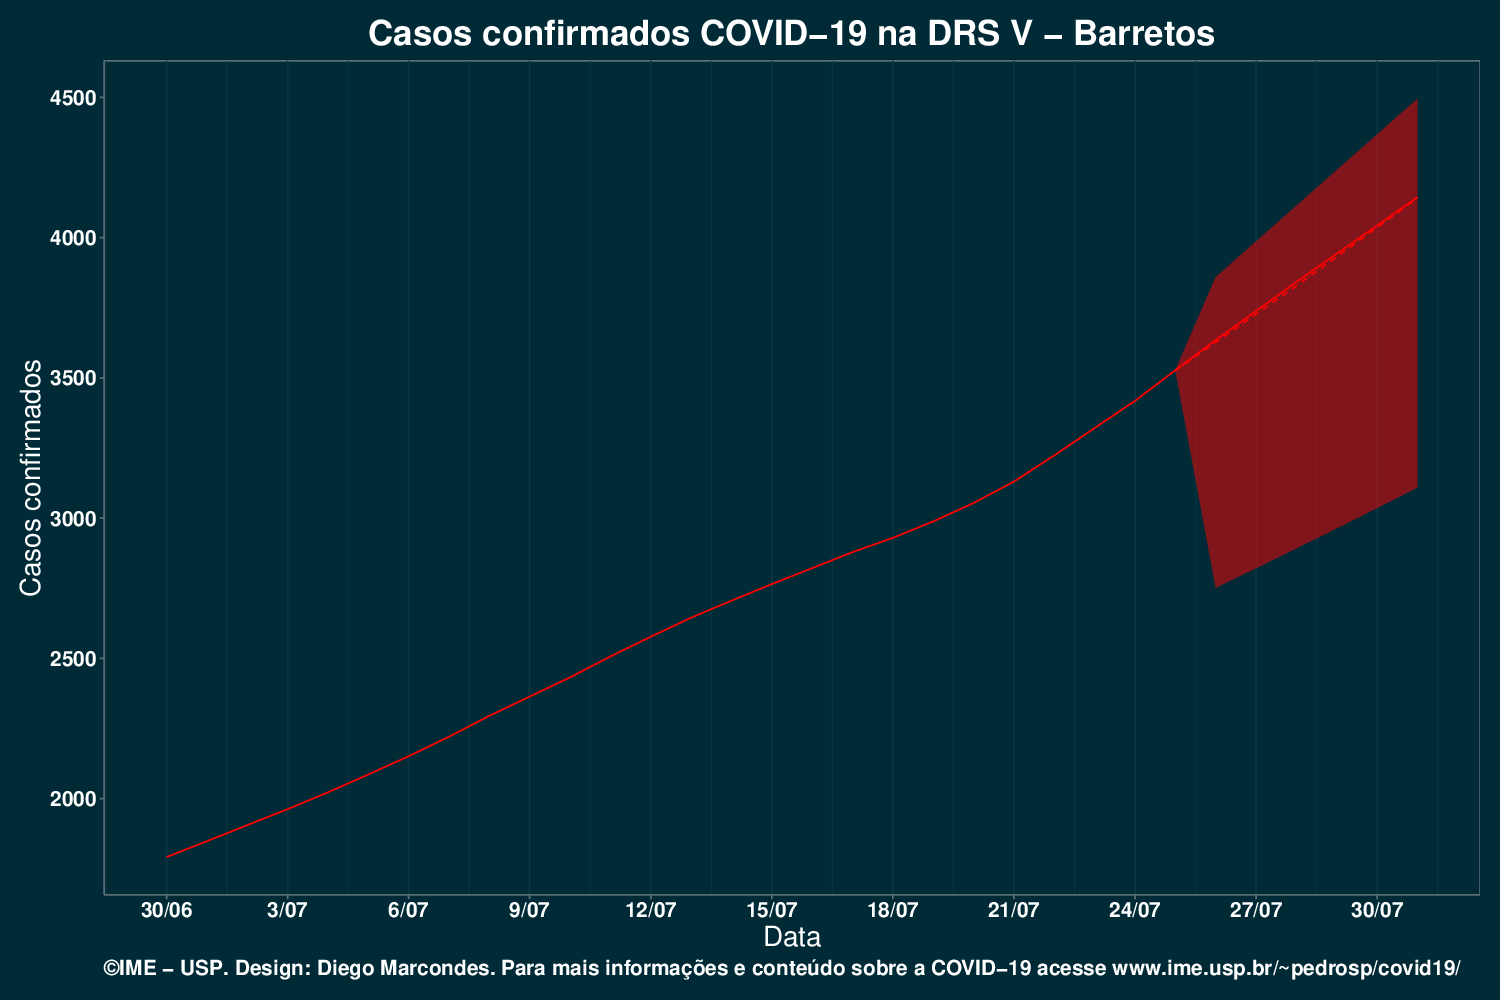 Casos confirmados COVID−19 na DRS V − Barretos
4500
4000
3500
3000
2500
2000
Casos confirmados
30/06 3/07 6/07 9/07 12/07 15/07 18/07 21/07 24/07 27/07 30/07
Data
©IME − USP. Design: Diego Marcondes. Para mais informações e conteúdo sobre a COVID−19 acesse www.ime.usp.br/~pedrosp/covid19/